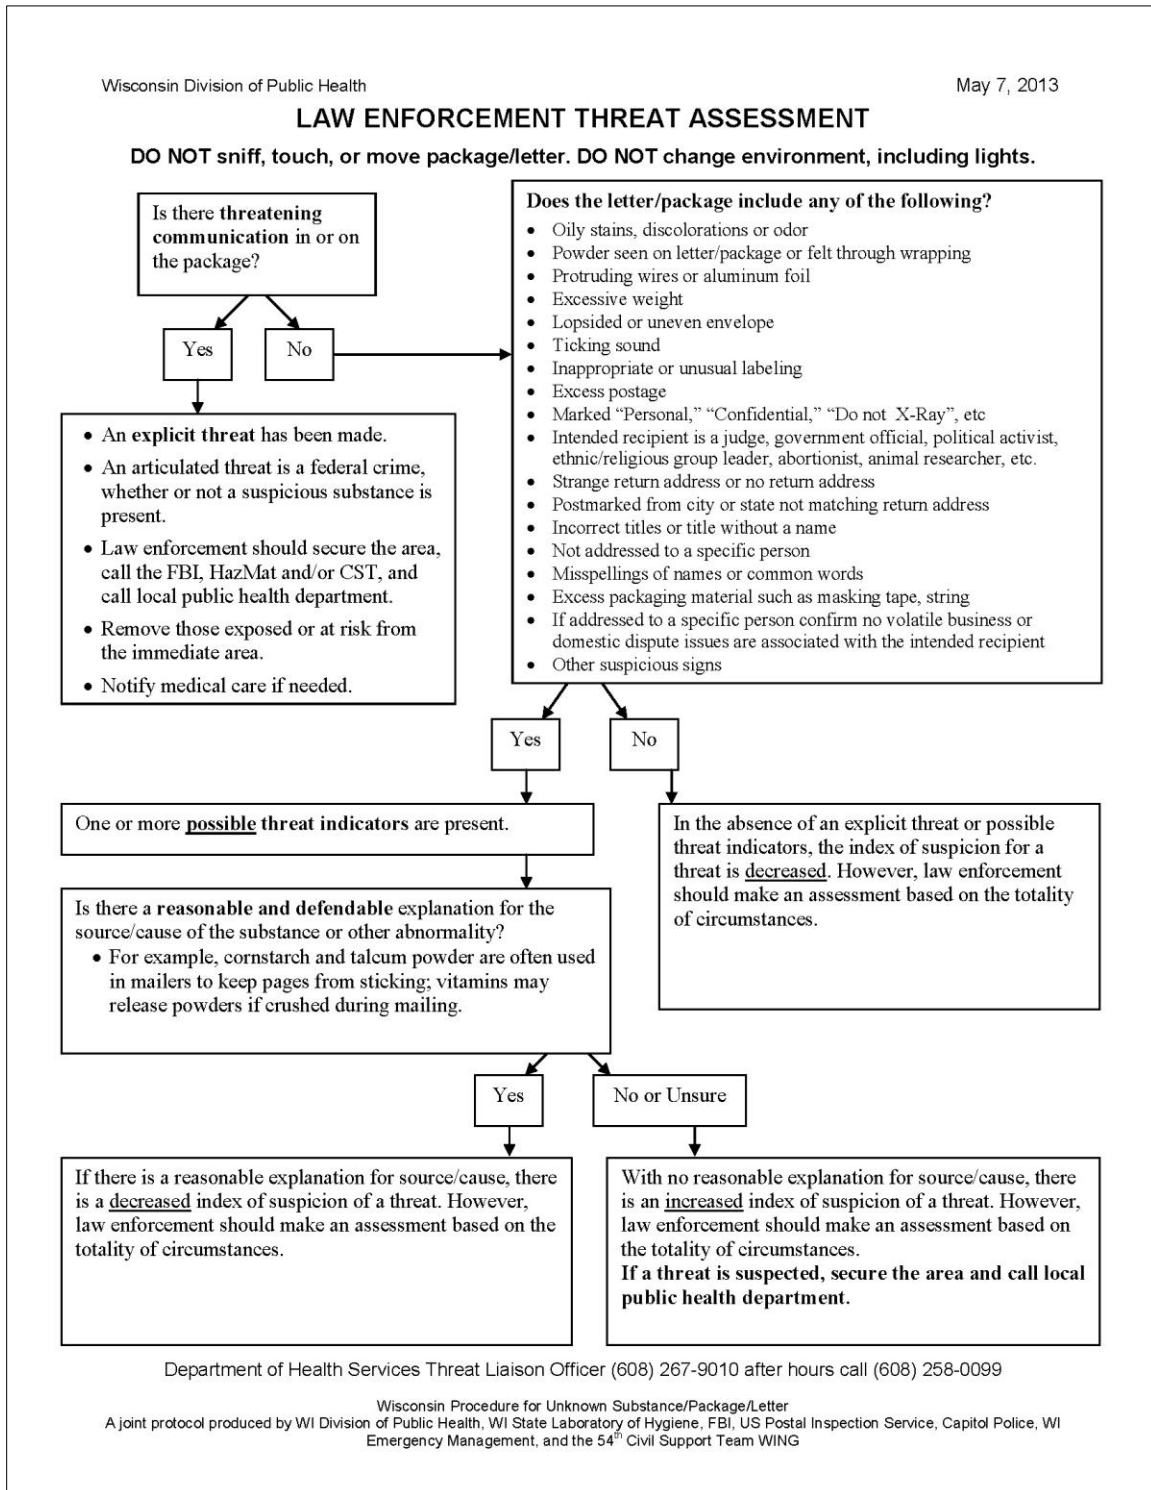 Wisconsin Division of Public Health
May 7, 2013
LAW ENFORCEMENT THREAT ASSESSMENT
DO NOT sniff, touch, or move package/letter. DO NOT change environment, including lights.
Is there threatening
communication in or on
the package?
Yes
No
• An explicit threat has been made.
• An articulated threat is a federal crime,
whether or not a suspicious substance is
present.
• Law enforcement should secure the area,
call the FBI, HazMat and/or CST, and
call local public health department.
• Remove those exposed or at risk from
the immediate area.
• Notify medical care if needed.
Does the letter/package include any of the following?
• Oily stains, discolorations or odor
• Powder seen on letter/package or felt through wrapping
• Protruding wires or aluminum foil
• Excessive weight
• Lopsided or uneven envelope
• Ticking sound
• Inappropriate or unusual labeling
• Excess postage
• Marked “Personal,” “Confidential,” “Do not X-Ray”, etc
• Intended recipient is a judge, government official, political activist,
ethnic/religious group leader, abortionist, animal researcher, etc.
• Strange return address or no return address
• Postmarked from city or state not matching return address
• Incorrect titles or title without a name
• Not addressed to a specific person
• Misspellings of names or common words
• Excess packaging material such as masking tape, string
• If addressed to a specific person confirm no volatile business or
domestic dispute issues are associated with the intended recipient
• Other suspicious signs
Yes
No
One or more possible threat indicators are present.
In the absence of an explicit threat or possible
threat indicators, the index of suspicion for a
threat is decreased. However, law enforcement
should make an assessment based on the totality
of circumstances.
Is there a reasonable and defendable explanation for the
source/cause of the substance or other abnormality?
• For example, cornstarch and talcum powder are often used
in mailers to keep pages from sticking; vitamins may
release powders if crushed during mailing.
Yes
No or Unsure
If there is a reasonable explanation for source/cause, there
is a decreased index of suspicion of a threat. However,
law enforcement should make an assessment based on the
totality of circumstances.
With no reasonable explanation for source/cause, there
is an increased index of suspicion of a threat. However,
law enforcement should make an assessment based on
the totality of circumstances.
If a threat is suspected, secure the area and call local
public health department.
Department of Health Services Threat Liaison Officer (608) 267-9010 after hours call (608) 258-0099
Wisconsin Procedure for Unknown Substance/Package/Letter
A joint protocol produced by WI Division of Public Health, WI State Laboratory of Hygiene, FBI, US Postal Inspection Service, Capitol Police, WI
Emergency Management, and the 54th Civil Support Team WING